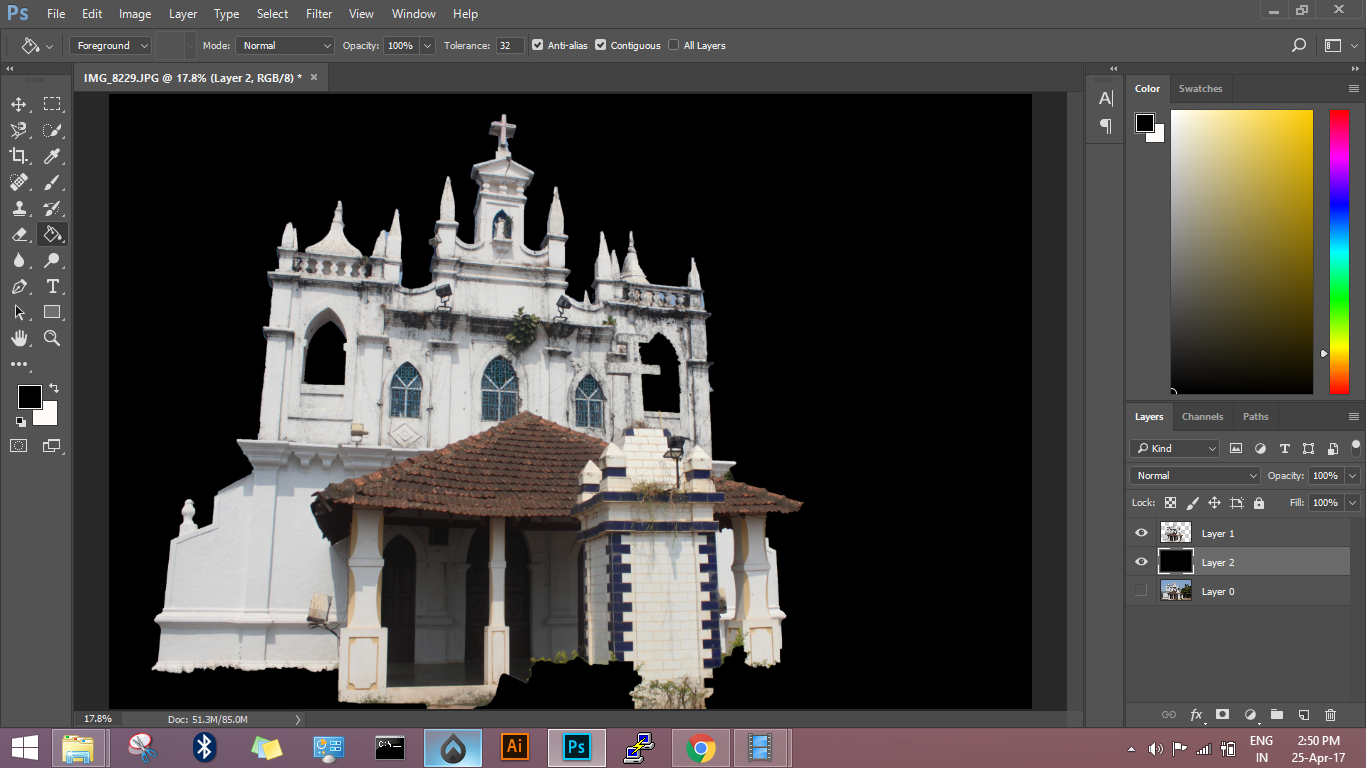 Ps File Edit Image Layer Type Select Filter View Window Help
Foreground Mode: Normal Opacity: 100% Tolerance: 32 Anti-alias Contiguous All Layers
IMG_8229.JPG @ 17.8% (Layer 2, RGB/8) * ×
Color Swatches
Layers Channels Paths
Kind
Normal Opacity: 100%
Lock: Fill: 100%
Layer 1
Layer 2
Layer 0
17.8% Doc: 51.3M/85.0M
C:\_
Ai
Ps
ENG
IN
2:50 PM
25-Apr-17